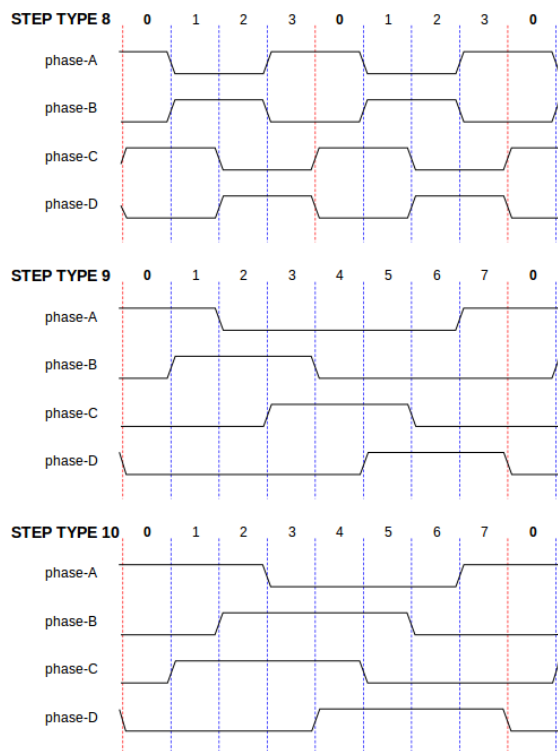 STEP TYPE 8 0 1 2 3 0 1 2 3 0
phase-A
phase-B
phase-C
phase-D
STEP TYPE 9 0 1 2 3 4 5 6 7 0
phase-A
phase-B
phase-C
phase-D
STEP TYPE 10 0 1 2 3 4 5 6 7 0
phase-A
phase-B
phase-C
phase-D